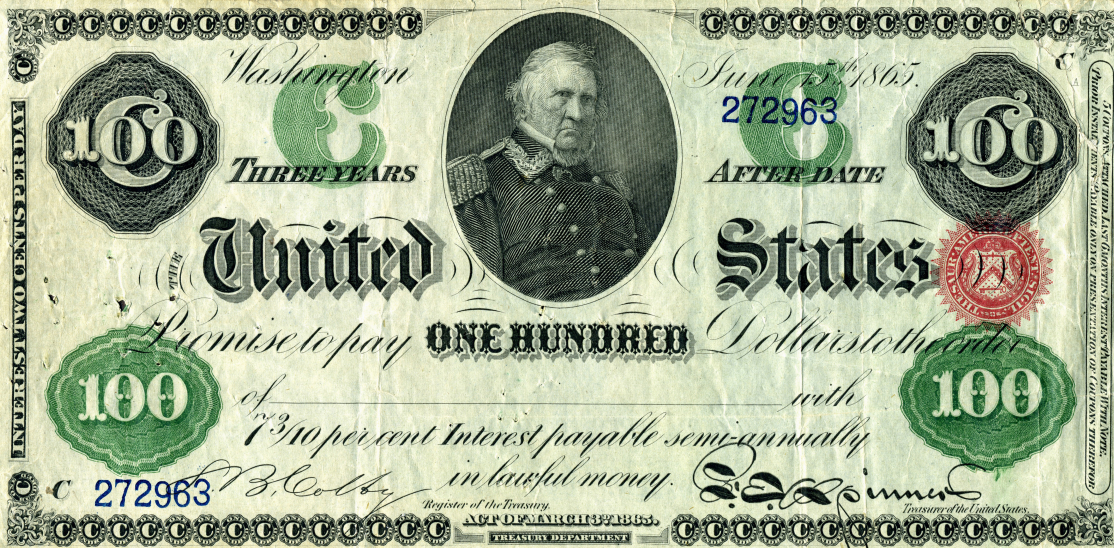 Washington June 15th 1865.
272963
100 C C 100
THREE YEARS AFTER DATE
THE United States
Promise to pay ONE HUNDRED Dollars to the order
of with
100 100
7 3/10 per cent Interest payable semi-annually
in lawful money.
C 272963
S. B. Colby
F. E. Spinner
Register of the Treasury.
Treasurer of the United States.
ACT OF MARCH 3rd 1865.
TREASURY DEPARTMENT
INTEREST TWO CENTS PER DAY